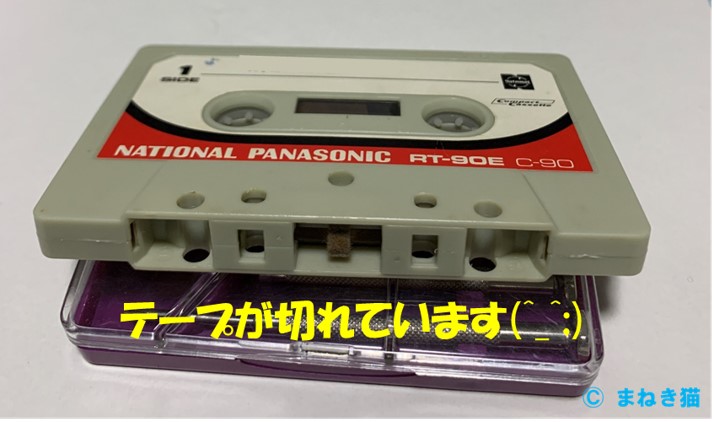 1
SIDE
National
Compact
Cassette
NATIONAL PANASONIC RT-90E C-90
テープが切れています(^_^;)
© まねき猫